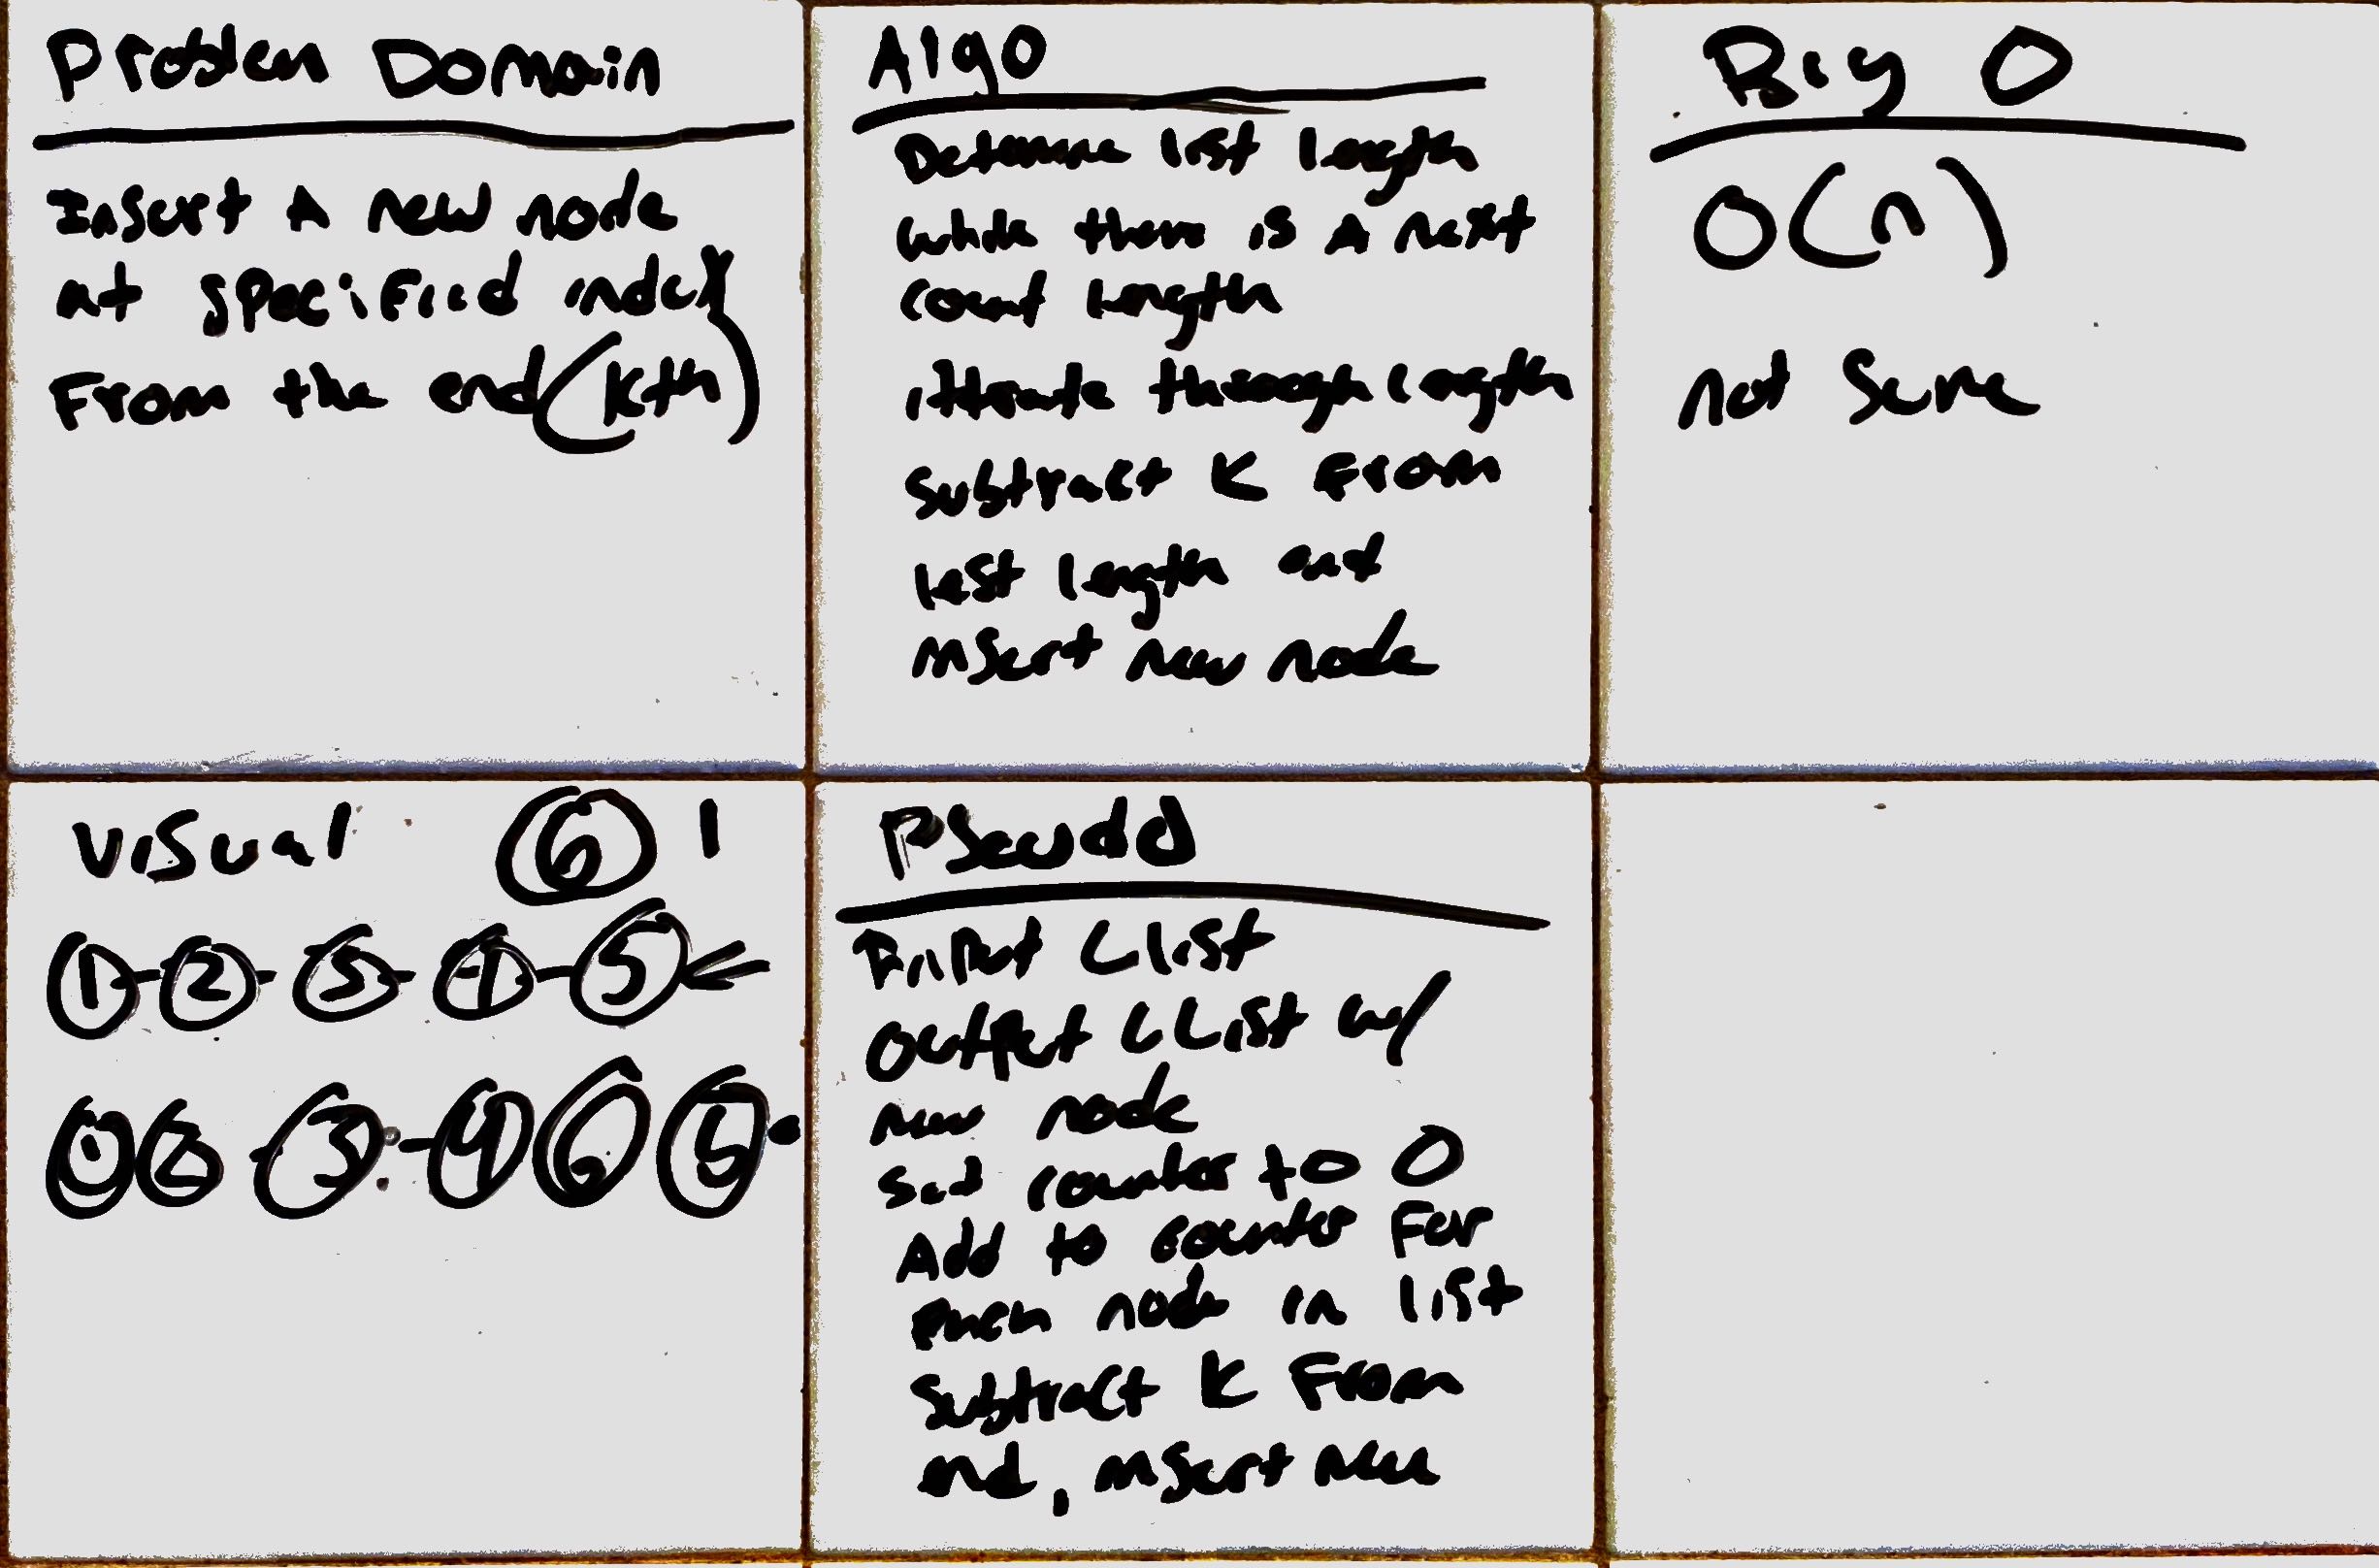 Problem Domain
Insert A new node
at specified index
From the end (kth)
Algo
Determine list length
while there is A next
count length
itterate through length
subtract K from
last length and
insert new node
Big O
O(n)
not sure
Visual 6 1
1 2 3 4 5
1 2 3 4 6 5
Pseudo
Input LList
output LList w/
new node
set counter to 0
Add to counter For
each node in list
subtract K From
end, insert new